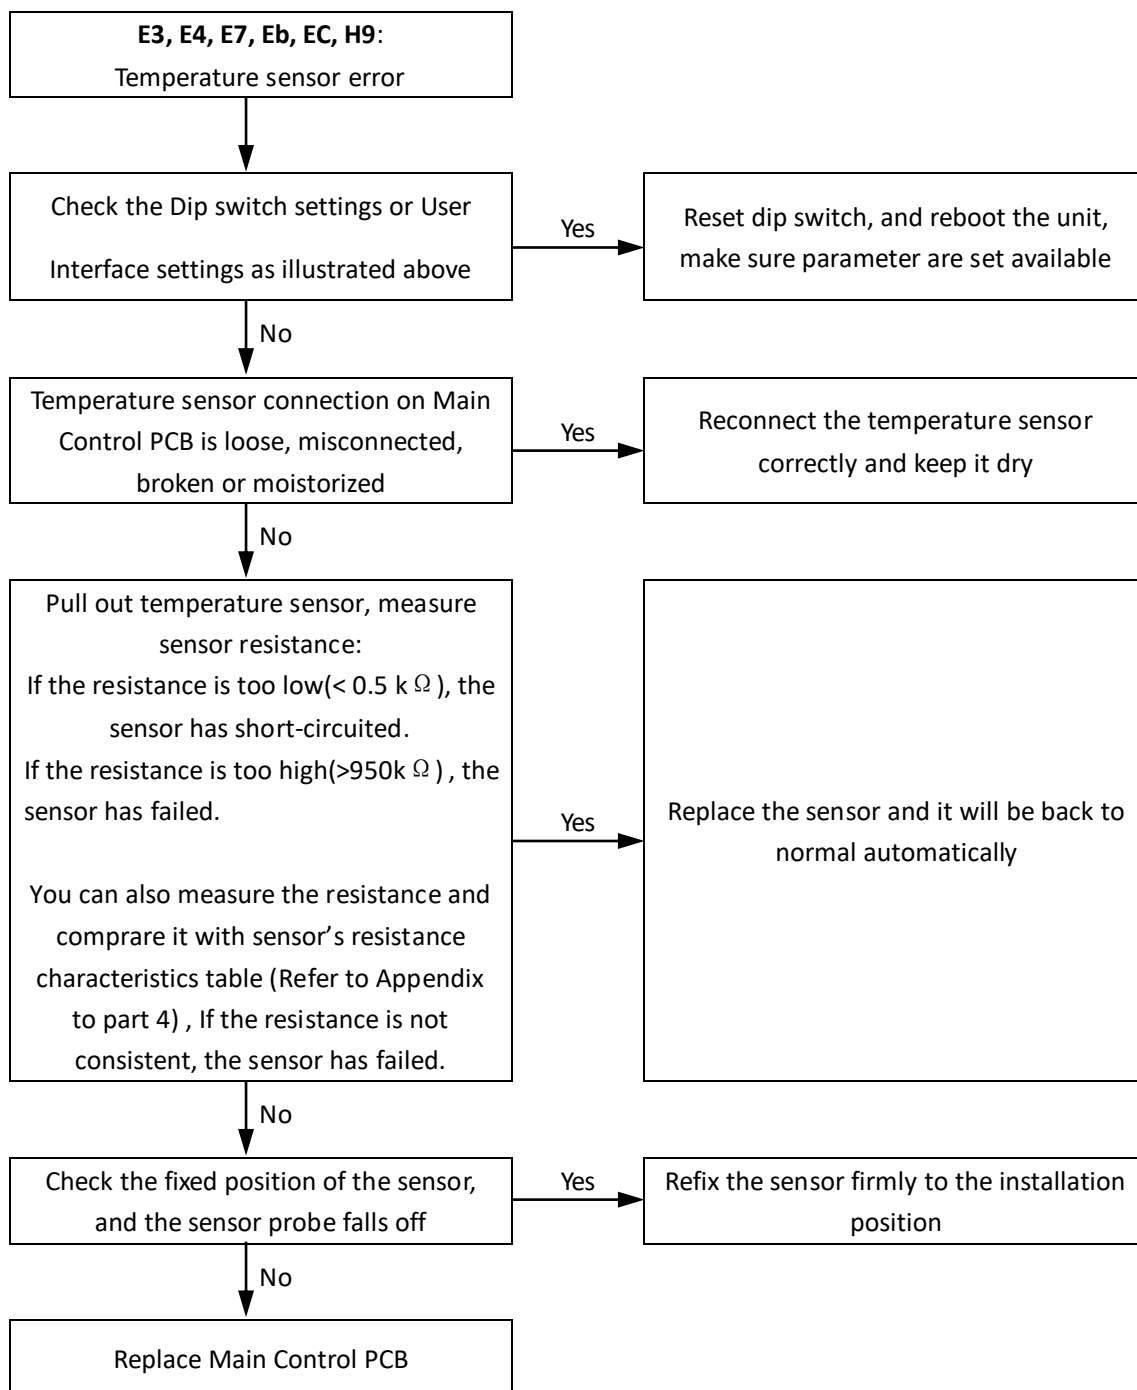 E3, E4, E7, Eb, EC, H9:
Temperature sensor error
Check the Dip switch settings or User
Interface settings as illustrated above
Yes
Reset dip switch, and reboot the unit,
make sure parameter are set available
No
Temperature sensor connection on Main
Control PCB is loose, misconnected,
broken or moistorized
Yes
Reconnect the temperature sensor
correctly and keep it dry
No
Pull out temperature sensor, measure
sensor resistance:
If the resistance is too low(< 0.5 k Ω), the
sensor has short-circuited.
If the resistance is too high(>950k Ω) , the
sensor has failed.
You can also measure the resistance and
comprare it with sensor’s resistance
characteristics table (Refer to Appendix
to part 4) , If the resistance is not
consistent, the sensor has failed.
Yes
Replace the sensor and it will be back to
normal automatically
No
Check the fixed position of the sensor,
and the sensor probe falls off
Yes
Refix the sensor firmly to the installation
position
No
Replace Main Control PCB